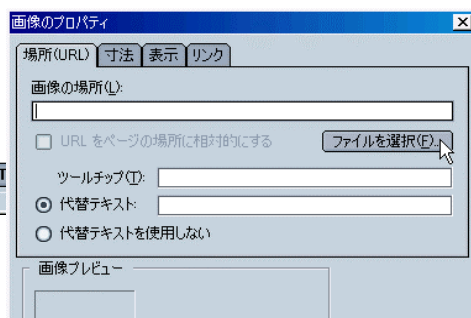 画像のプロパティ
場所(URL) 寸法 表示 リンク
画像の場所(L):
URL をページの場所に相対的にする
ファイルを選択(F)...
ツールチップ(T):
代替テキスト:
代替テキストを使用しない
画像プレビュー